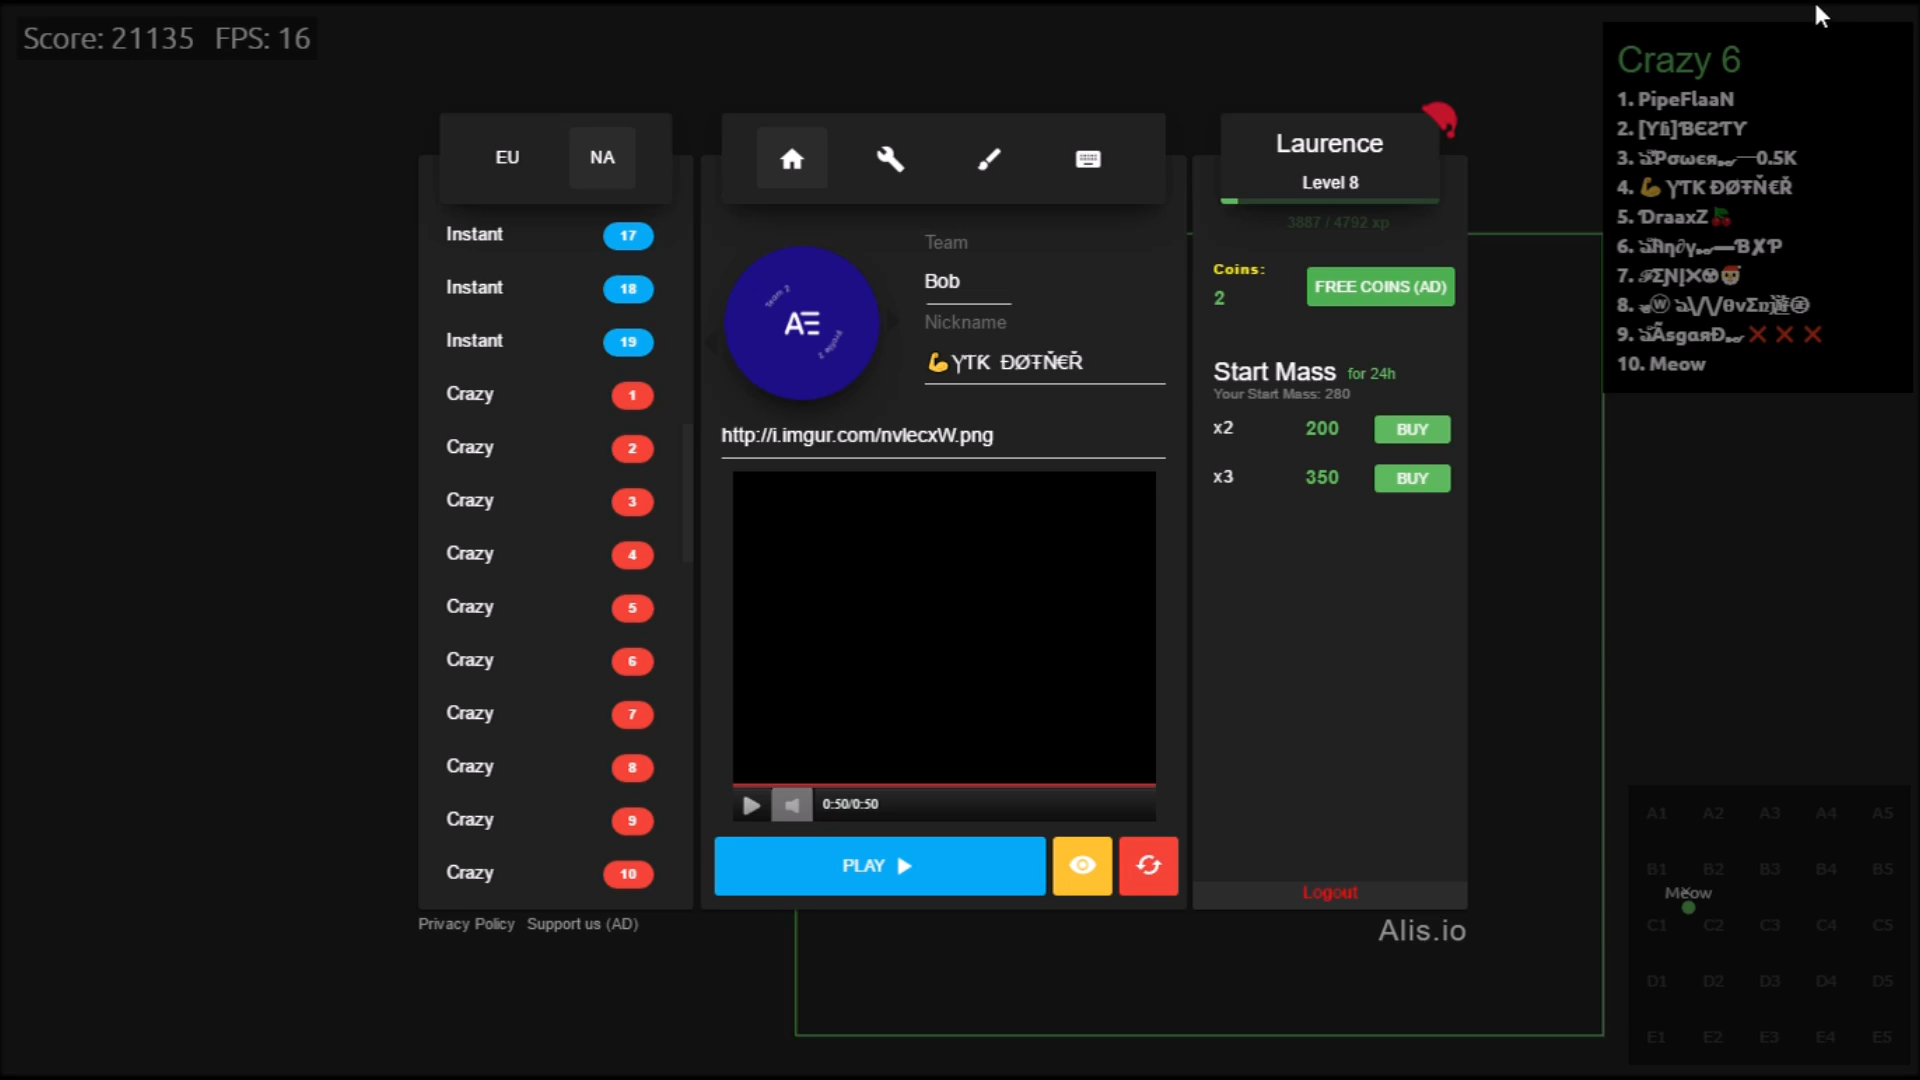 Score: 21135 FPS: 16
EU NA
Instant 17
Instant 18
Instant 19
Crazy 1
Crazy 2
Crazy 3
Crazy 4
Crazy 5
Crazy 6
Crazy 7
Crazy 8
Crazy 9
Crazy 10
Privacy Policy Support us (AD)
Team 2
Profile 2
Team
Bob
Nickname
💪ƳTK ĐØŦŇ€Ř
http://i.imgur.com/nvlecxW.png
0:50/0:50
PLAY
Laurence
Level 8
3887 / 4792 xp
Coins:
2
FREE COINS (AD)
Start Mass for 24h
Your Start Mass: 280
x2 200 BUY
x3 350 BUY
Logout
Alis.io
Crazy 6
1. PipeFlaaN
4. 💪 ƳTK ĐØŦŇ€Ř
5. ƊraaxZ🍒
10. Meow
A1 A2 A3 A4 A5
B1 B2 B3 B4 B5
Meow
C1 C2 C3 C4 C5
D1 D2 D3 D4 D5
E1 E2 E3 E4 E5